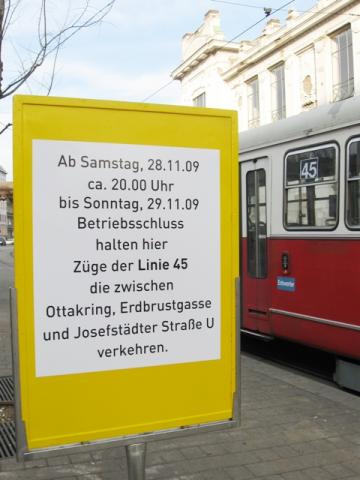 Ab Samstag, 28.11.09
ca. 20.00 Uhr
bis Sonntag, 29.11.09
Betriebsschluss
halten hier
Züge der Linie 45
die zwischen
Ottakring, Erdbrustgasse
und Josefstädter Straße U
verkehren.
45